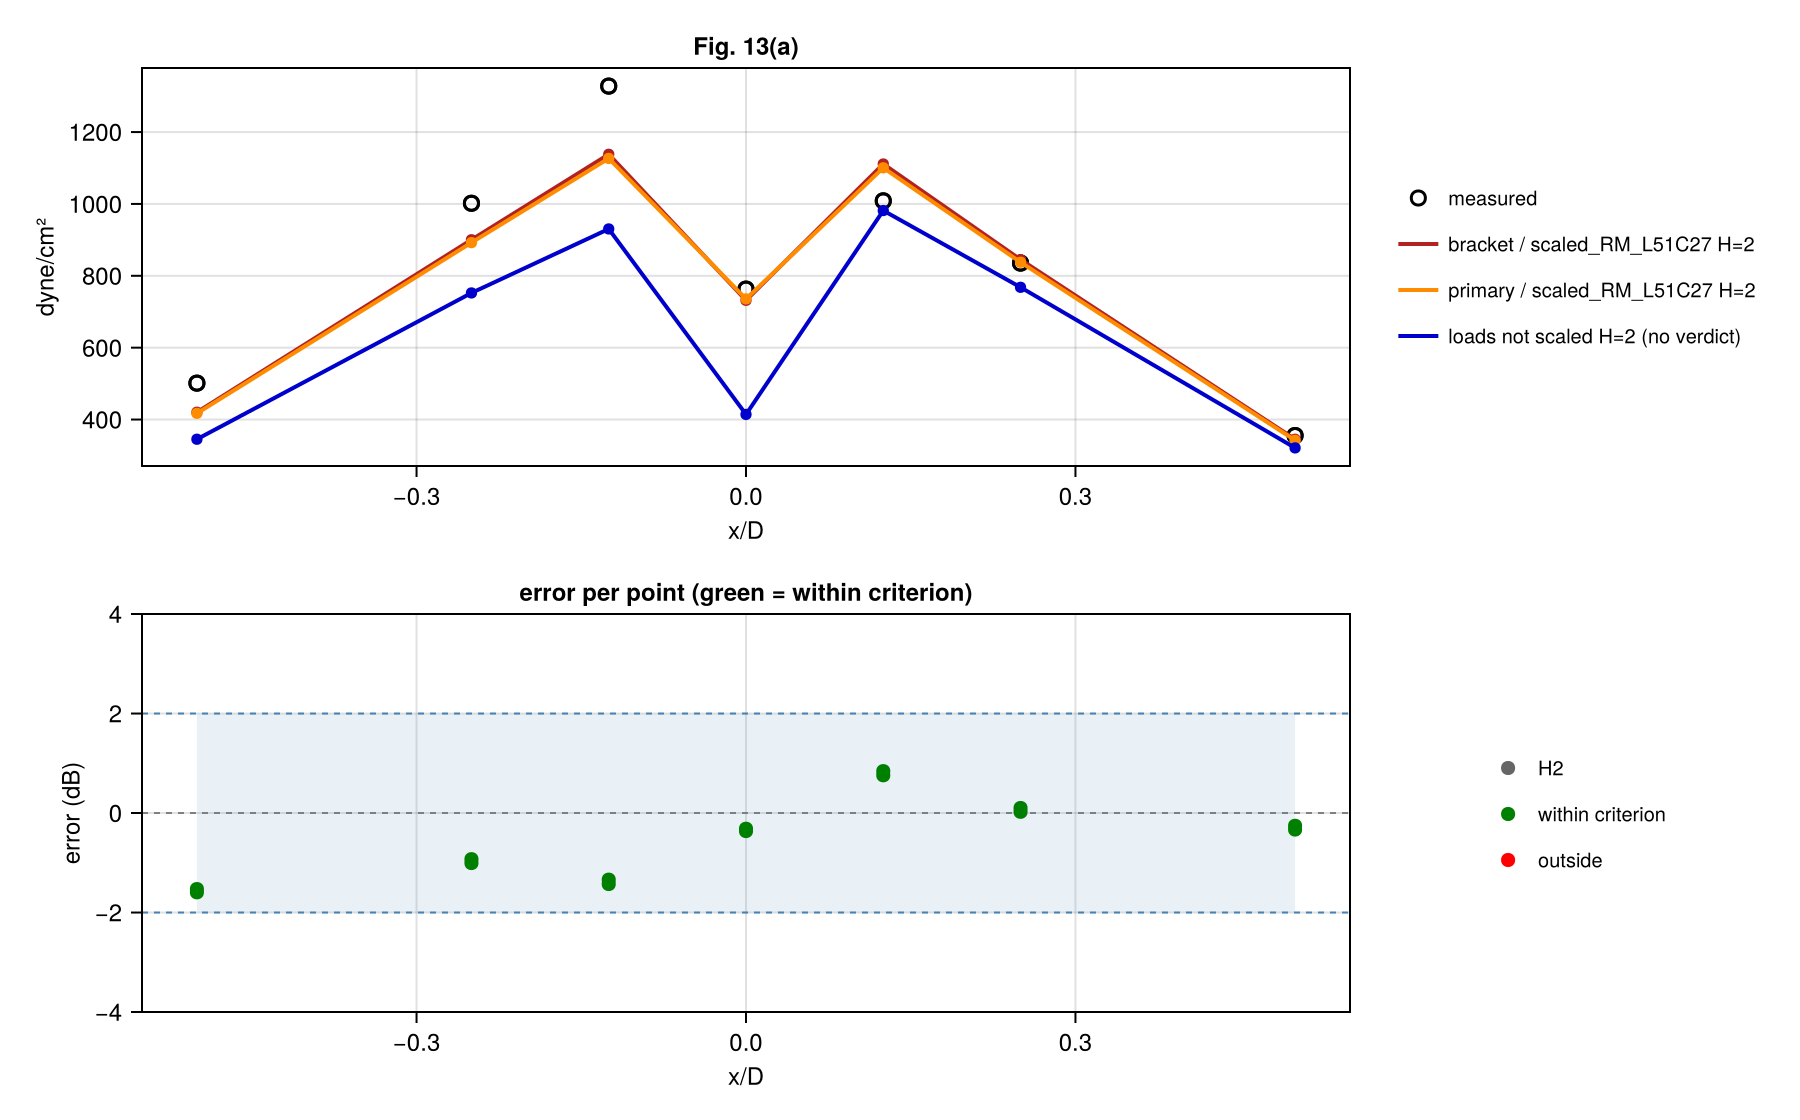 Fig. 13(a)
dyne/cm²
1200
1000
800
600
400
−0.3
0.0
0.3
x/D
measured
bracket / scaled_RM_L51C27 H=2
primary / scaled_RM_L51C27 H=2
loads not scaled H=2 (no verdict)
error per point (green = within criterion)
error (dB)
4
2
0
−2
−4
−0.3
0.0
0.3
x/D
H2
within criterion
outside